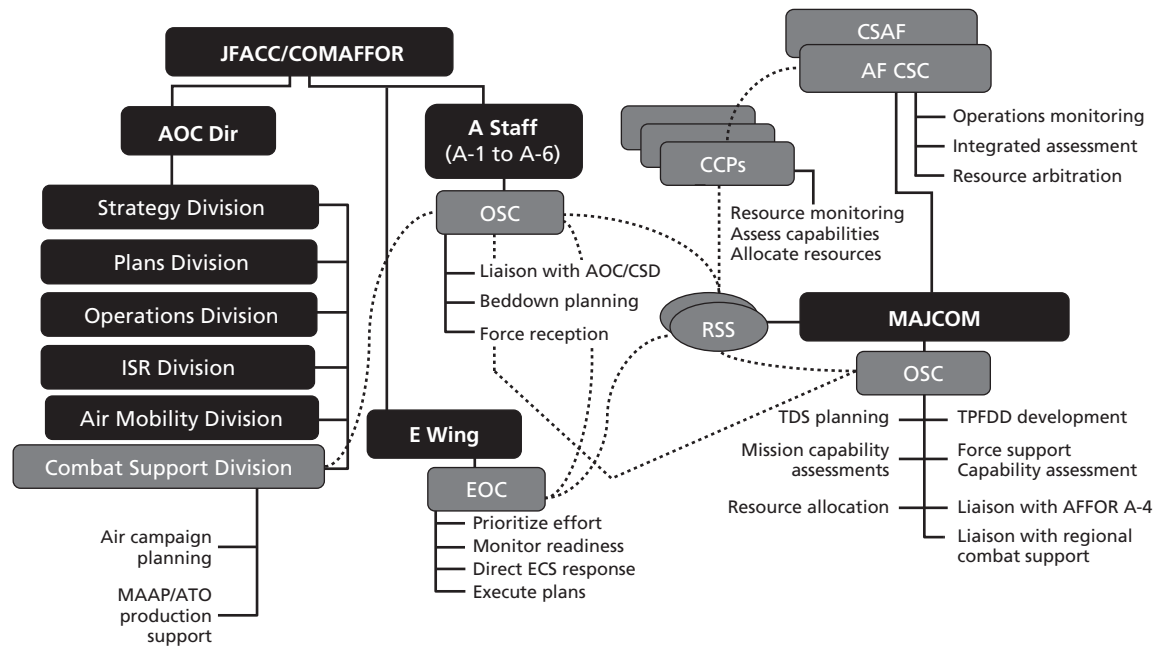 JFACC/COMAFFOR
AOC Dir
Strategy Division
Plans Division
Operations Division
ISR Division
Air Mobility Division
Combat Support Division
Air campaign
planning
MAAP/ATO
production
support
A Staff
(A-1 to A-6)
OSC
Liaison with AOC/CSD
Beddown planning
Force reception
E Wing
EOC
Prioritize effort
Monitor readiness
Direct ECS response
Execute plans
CSAF
AF CSC
Operations monitoring
Integrated assessment
Resource arbitration
CCPs
Resource monitoring
Assess capabilities
Allocate resources
RSS
MAJCOM
OSC
TDS planning
Mission capability
assessments
Resource allocation
TPFDD development
Force support
Capability assessment
Liaison with AFFOR A-4
Liaison with regional
combat support